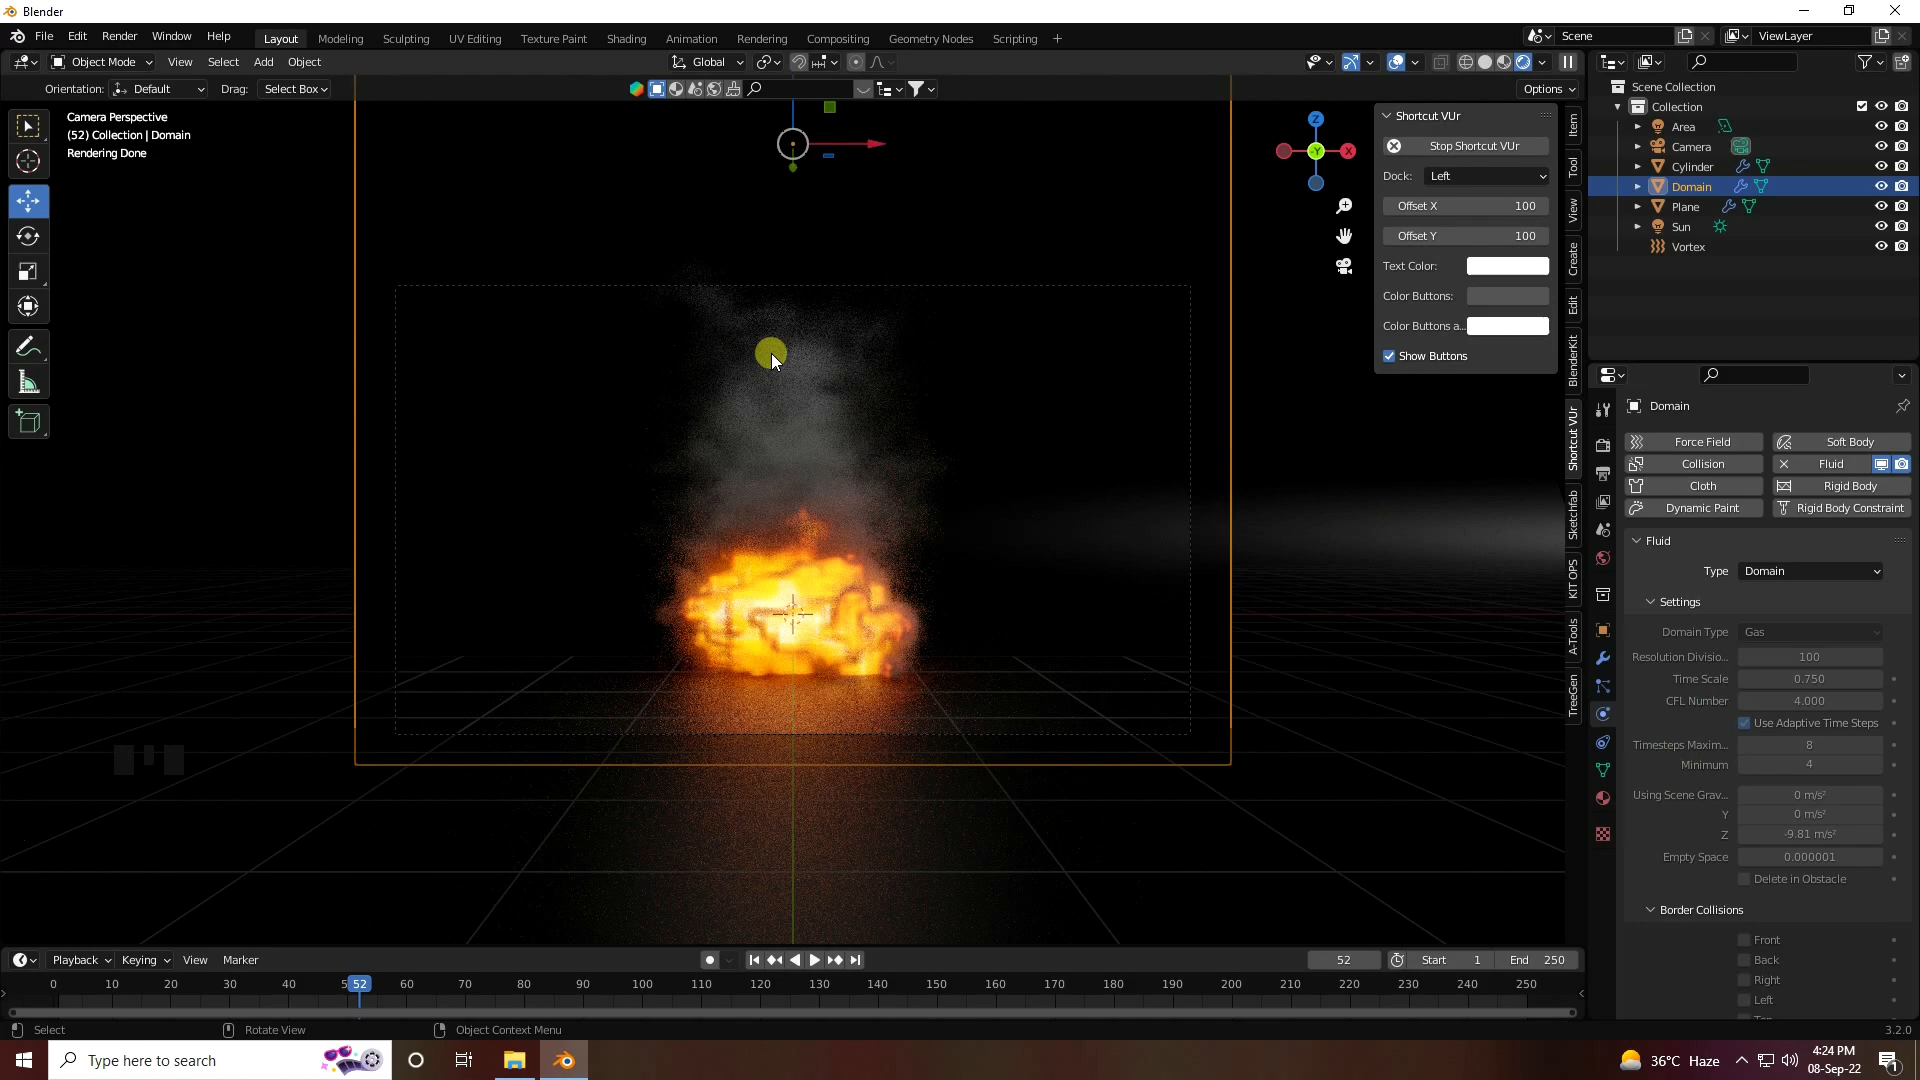 Blender
File Edit Render Window Help
Layout Modeling Sculpting UV Editing Texture Paint Shading Animation Rendering Compositing Geometry Nodes Scripting +
Scene
ViewLayer
Object Mode View Select Add Object
Global
Orientation: Default Drag: Select Box
Options
Camera Perspective
(52) Collection | Domain
Rendering Done
Z
-Y
X
Shortcut VUr
Stop Shortcut VUr
Dock: Left
Offset X 100
Offset Y 100
Text Color:
Color Buttons:
Color Buttons a...
Show Buttons
Item
Tool
View
Create
Edit
BlenderKit
Shortcut VUr
Sketchfab
KIT OPS
A-Tools
TreeGen
Scene Collection
Collection
Area
Camera
Cylinder
Domain
Plane
Sun
Vortex
Domain
Force Field Soft Body
Collision Fluid
Cloth Rigid Body
Dynamic Paint Rigid Body Constraint
Fluid
Type Domain
Settings
Domain Type Gas
Resolution Divisio... 100
Time Scale 0.750
CFL Number 4.000
Use Adaptive Time Steps
Timesteps Maxim... 8
Minimum 4
Using Scene Grav... 0 m/s²
Y 0 m/s²
Z -9.81 m/s²
Empty Space 0.000001
Delete in Obstacle
Border Collisions
Front
Back
Right
Left
Playback Keying View Marker
52 Start 1 End 250
0 10 20 30 40 5 52 60 70 80 90 100 110 120 130 140 150 160 170 180 190 200 210 220 230 240 250
Select Rotate View Object Context Menu
3.2.0
Type here to search
36°C Haze
4:24 PM
08-Sep-22
1